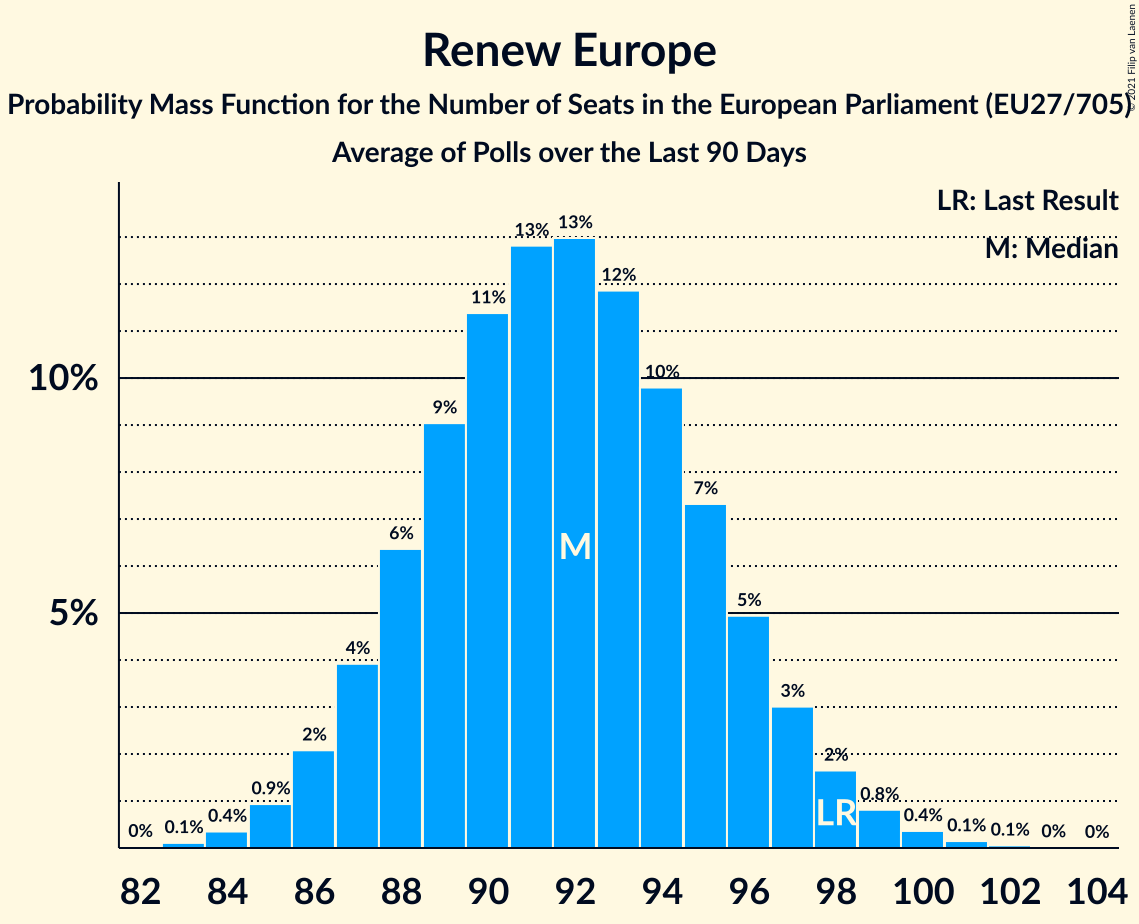 Renew Europe
Probability Mass Function for the Number of Seats in the European Parliament (EU27/705)
Average of Polls over the Last 90 Days
© 2021 Filip van Laenen
LR: Last Result
M: Median
10%
5%
0%
0.1%
0.4%
0.9%
2%
4%
6%
9%
11%
13%
13%
12%
10%
7%
5%
3%
2%
0.8%
0.4%
0.1%
0.1%
0%
0%
M
LR
82 84 86 88 90 92 94 96 98 100 102 104